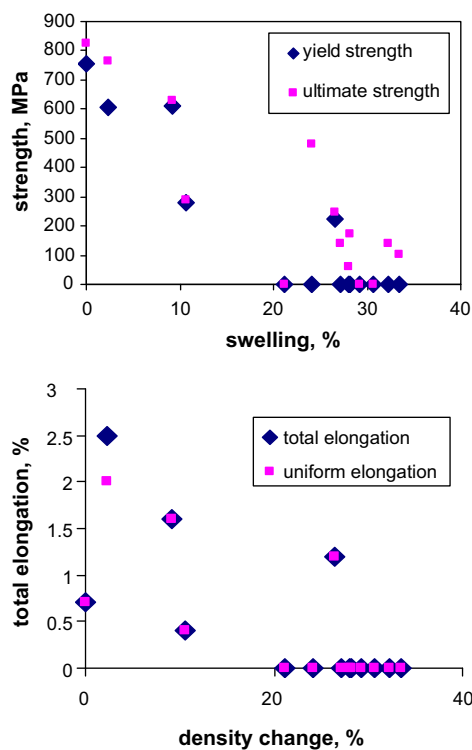 900
800
700
600
500
400
300
200
100
0
strength, MPa
yield strength
ultimate strength
0 10 20 30 40
swelling, %
3
2.5
2
1.5
1
0.5
0
total elongation, %
total elongation
uniform elongation
0 20 40
density change, %